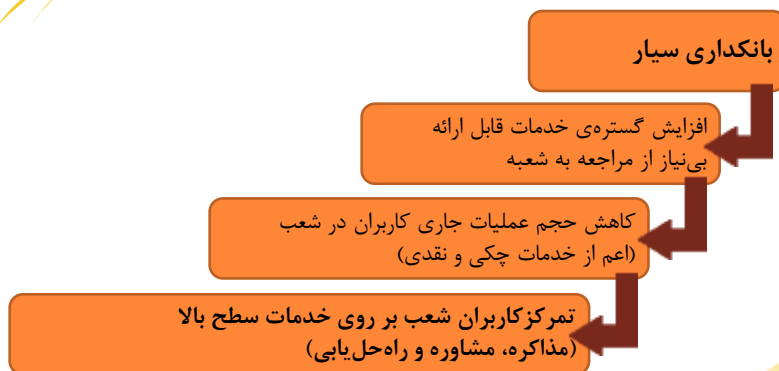 بانکداری سیار
افزایش گستره‌ی خدمات قابل ارائه
بی‌نیاز از مراجعه به شعبه
کاهش حجم عملیات جاری کاربران در شعب
(اعم از خدمات چکی و نقدی)
تمرکزکاربران شعب بر روی خدمات سطح بالا
(مذاکره، مشاوره و راه‌حل‌یابی)